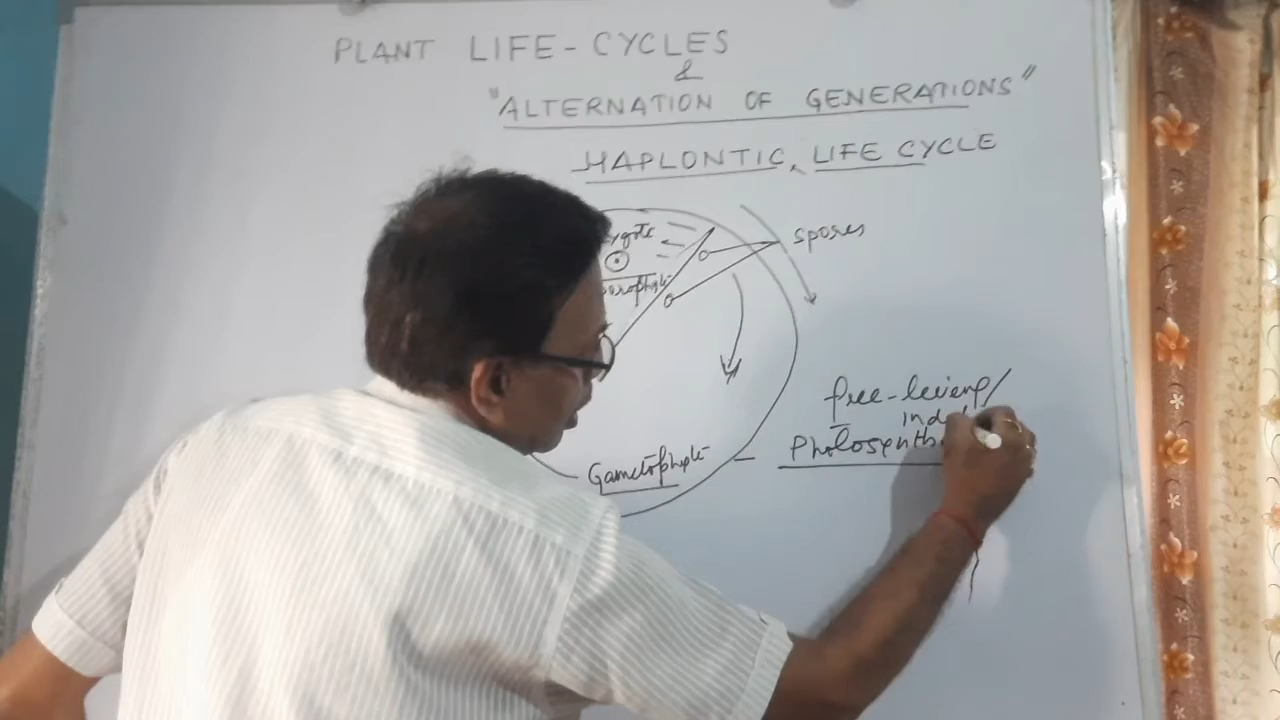 PLANT LIFE-CYCLES
&
"ALTERNATION OF GENERATIONS"
HAPLONTIC LIFE CYCLE
spores
free-living/
Gametophyte